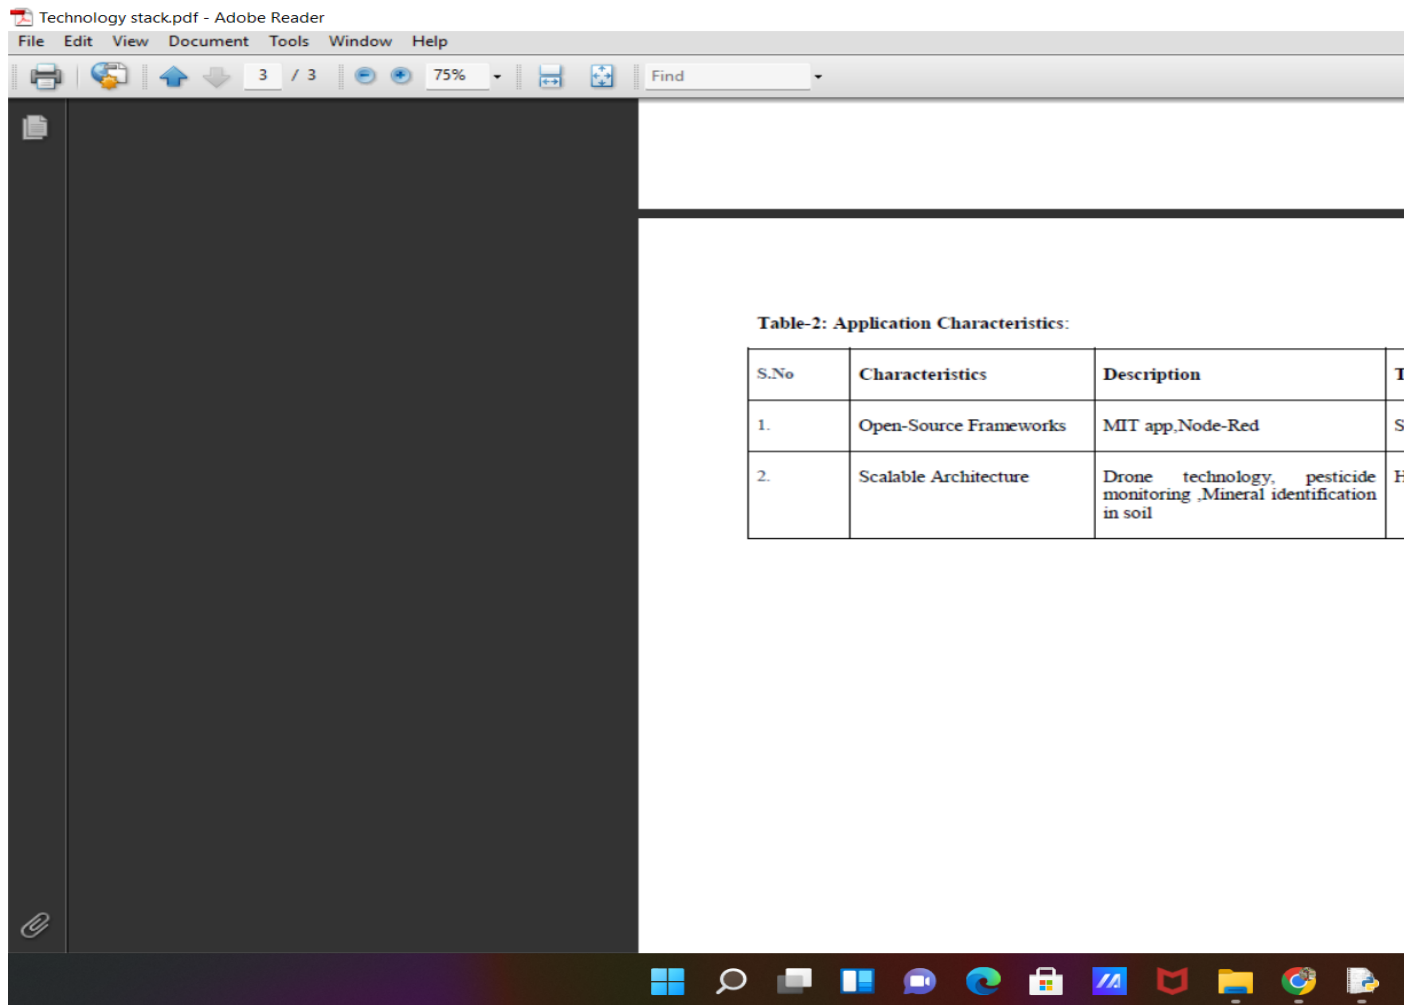 Technology stack.pdf - Adobe Reader
File Edit View Document Tools Window Help
3 / 3 75% Find
Table-2: Application Characteristics:
S.No Characteristics Description T
1. Open-Source Frameworks MIT app,Node-Red S
2. Scalable Architecture Drone technology, pesticide H
monitoring ,Mineral identification
in soil